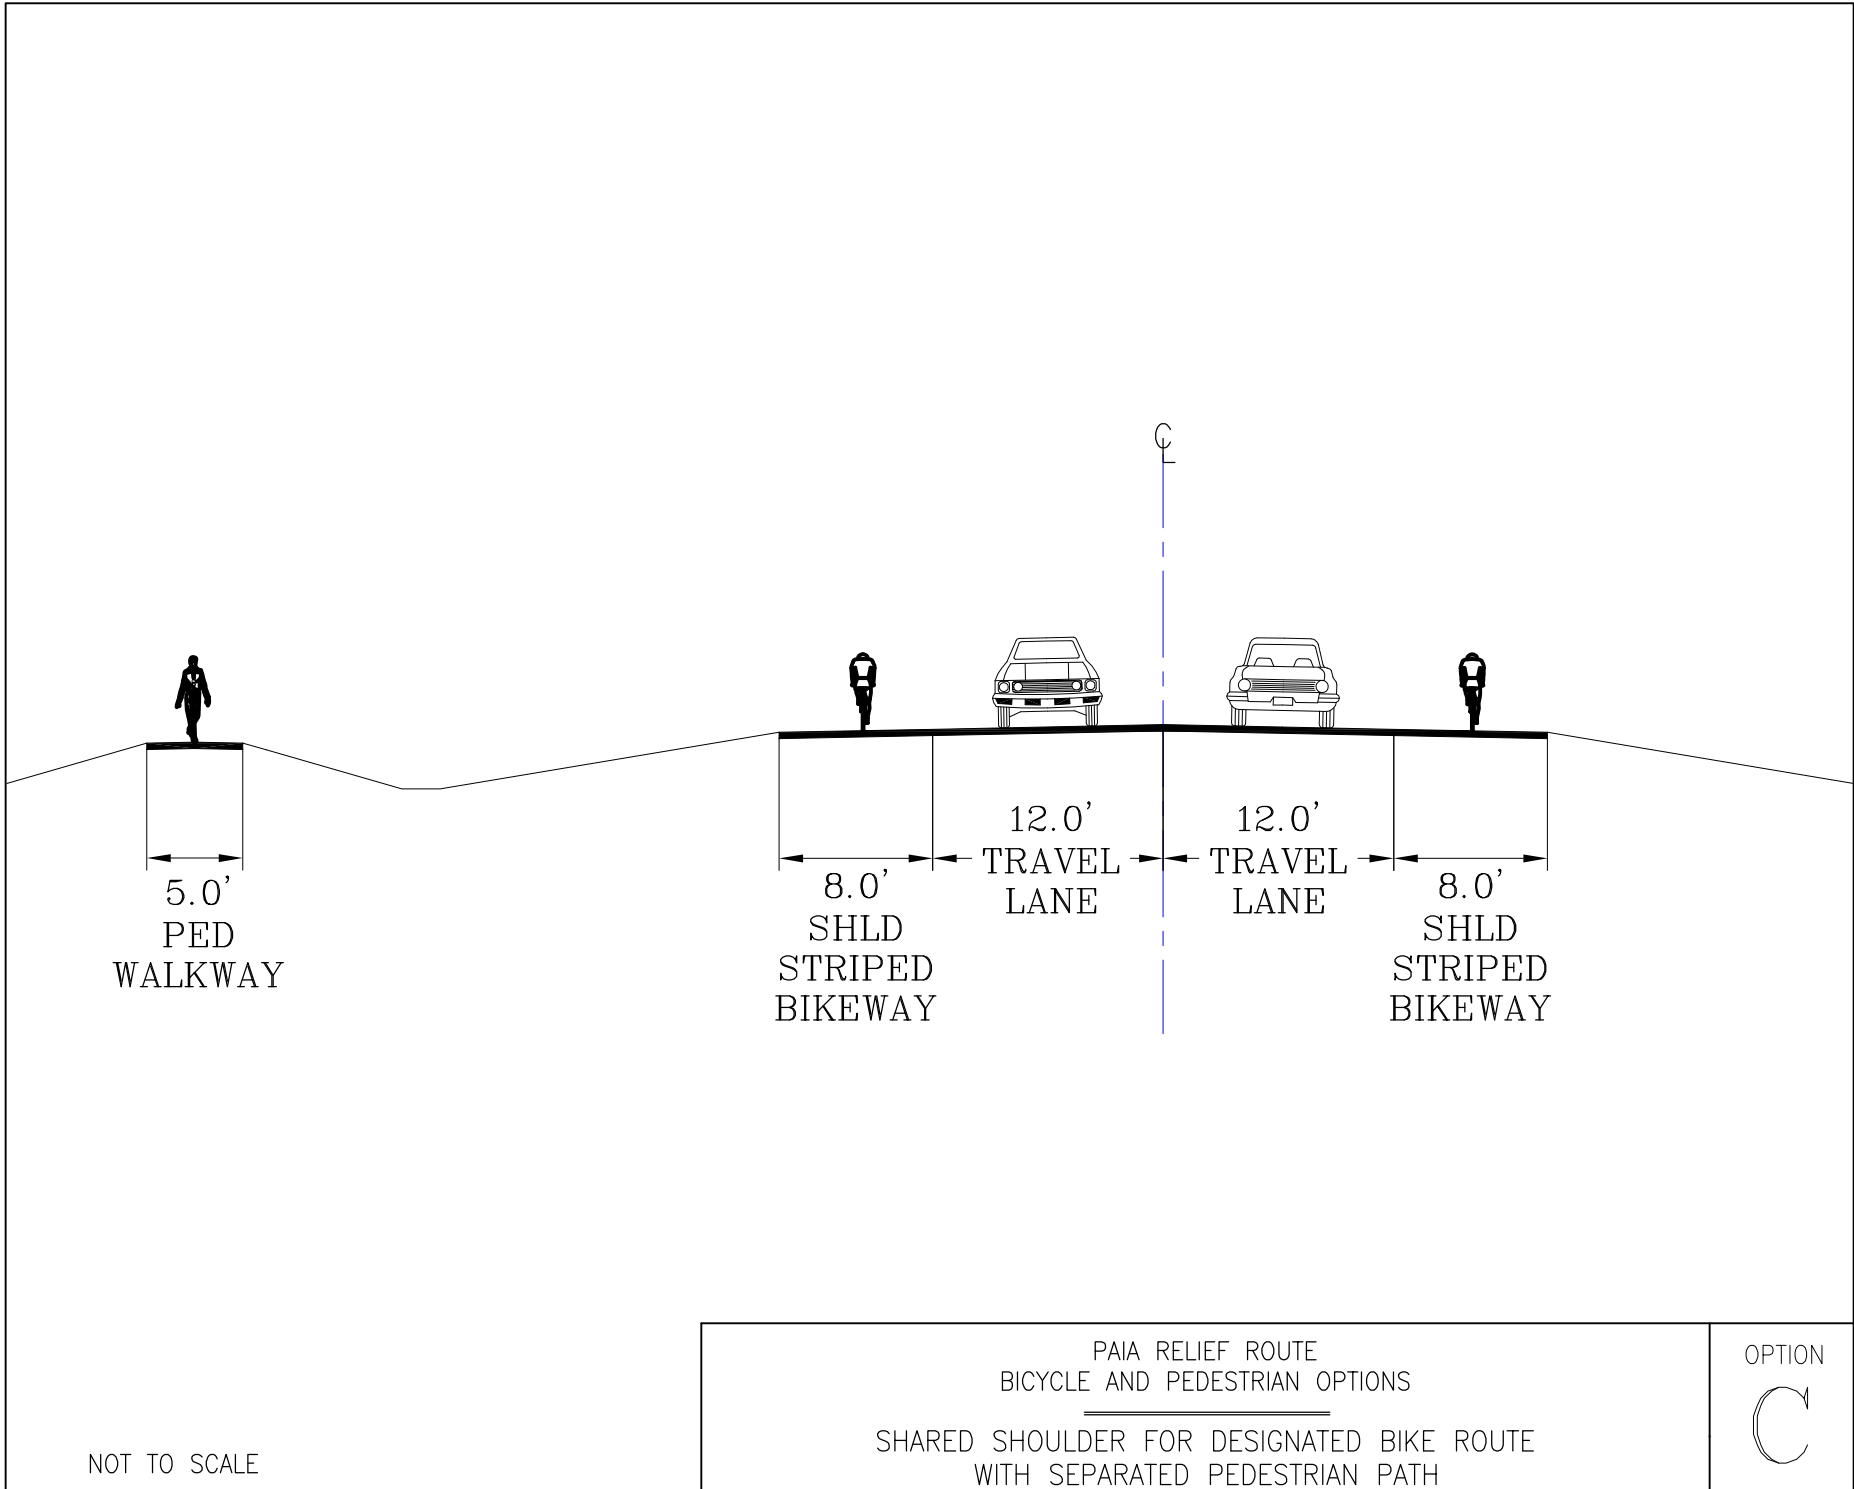 ℄
5.0'
PED
WALKWAY
8.0'
SHLD
STRIPED
BIKEWAY
12.0'
TRAVEL
LANE
12.0'
TRAVEL
LANE
8.0'
SHLD
STRIPED
BIKEWAY
NOT TO SCALE
PAIA RELIEF ROUTE
BICYCLE AND PEDESTRIAN OPTIONS
SHARED SHOULDER FOR DESIGNATED BIKE ROUTE
WITH SEPARATED PEDESTRIAN PATH
OPTION
C